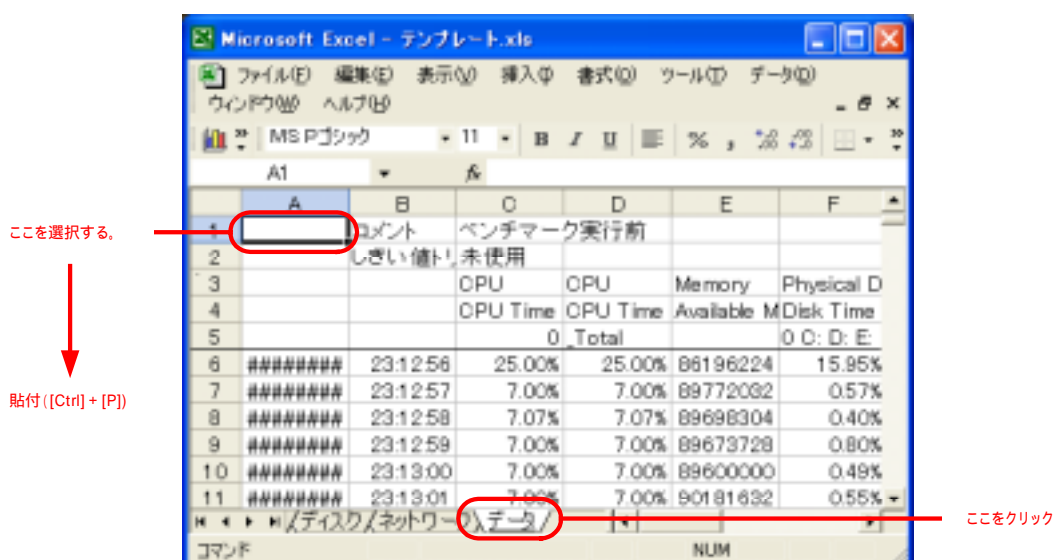 Microsoft Excel - テンプレート.xls
ファイル(F) 編集(E) 表示(V) 挿入(I) 書式(O) ツール(T) データ(D)
ウィンドウ(W) ヘルプ(H)
MS Pゴシック 11 B I U % ,
A1 fx
A B C D E F
1 コメント ベンチマーク実行前
2 しきい値トリ 未使用
3 CPU CPU Memory Physical D
4 CPU Time CPU Time Available M Disk Time
5 0 _Total 0 C: D: E:
6 ######## 23:12:56 25.00% 25.00% 86196224 15.95%
7 ######## 23:12:57 7.00% 7.00% 89772032 0.57%
8 ######## 23:12:58 7.07% 7.07% 89698304 0.40%
9 ######## 23:12:59 7.00% 7.00% 89673728 0.80%
10 ######## 23:13:00 7.00% 7.00% 89600000 0.49%
11 ######## 23:13:01 7.00% 7.00% 90181632 0.55%
ディスク ネットワーク データ
コマンド NUM
ここを選択する。
貼付([Ctrl] + [P])
ここをクリック